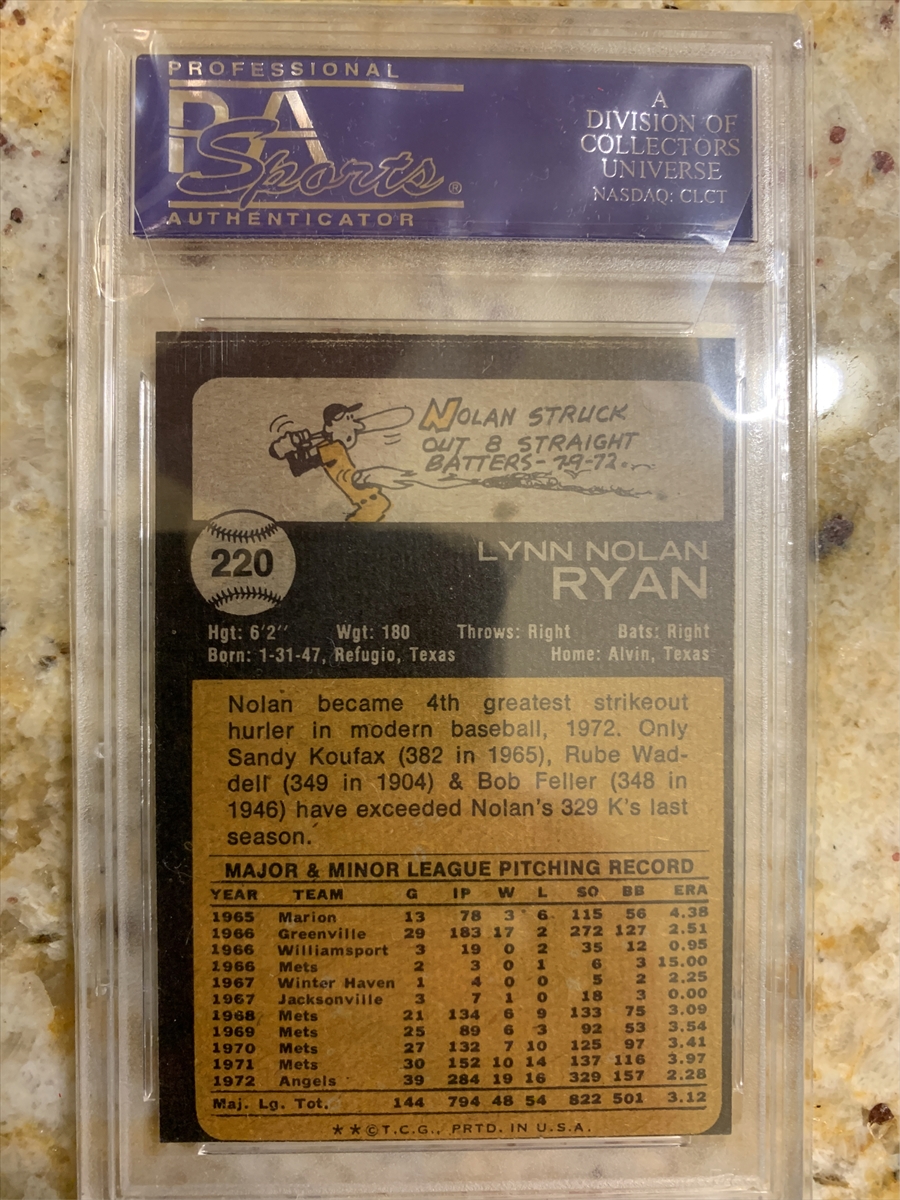 PROFESSIONAL
PSA
Sports®
AUTHENTICATOR
A
DIVISION OF
COLLECTORS
UNIVERSE
NASDAQ: CLCT
NOLAN STRUCK
OUT 8 STRAIGHT
BATTERS-7-9-72...
220
LYNN NOLAN
RYAN
Hgt: 6'2" Wgt: 180 Throws: Right Bats: Right
Born: 1-31-47, Refugio, Texas Home: Alvin, Texas
Nolan became 4th greatest strikeout
hurler in modern baseball, 1972. Only
Sandy Koufax (382 in 1965), Rube Wad-
dell (349 in 1904) & Bob Feller (348 in
1946) have exceeded Nolan's 329 K's last
season.
MAJOR & MINOR LEAGUE PITCHING RECORD
YEAR TEAM G IP W L SO BB ERA
1965 Marion 13 78 3 6 115 56 4.38
1966 Greenville 29 183 17 2 272 127 2.51
1966 Williamsport 3 19 0 2 35 12 0.95
1966 Mets 2 3 0 1 6 3 15.00
1967 Winter Haven 1 4 0 0 5 2 2.25
1967 Jacksonville 3 7 1 0 18 3 0.00
1968 Mets 21 134 6 9 133 75 3.09
1969 Mets 25 89 6 3 92 53 3.54
1970 Mets 27 132 7 10 125 97 3.41
1971 Mets 30 152 10 14 137 116 3.97
1972 Angels 39 284 19 16 329 157 2.28
Maj. Lg. Tot. 144 794 48 54 822 501 3.12
**©T.C.G., PRTD. IN U.S.A.